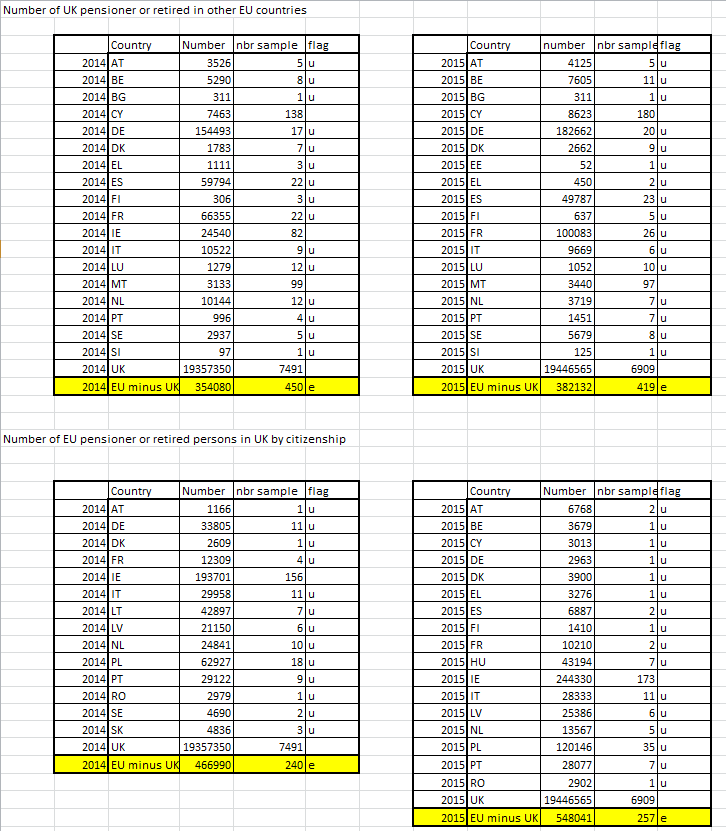 Number of UK pensioner or retired in other EU countries
Country Number nbr sample flag
2014 AT 3526 5 u
2014 BE 5290 8 u
2014 BG 311 1 u
2014 CY 7463 138
2014 DE 154493 17 u
2014 DK 1783 7 u
2014 EL 1111 3 u
2014 ES 59794 22 u
2014 FI 306 3 u
2014 FR 66355 22 u
2014 IE 24540 82
2014 IT 10522 9 u
2014 LU 1279 12 u
2014 MT 3133 99
2014 NL 10144 12 u
2014 PT 996 4 u
2014 SE 2937 5 u
2014 SI 97 1 u
2014 UK 19357350 7491
2014 EU minus UK 354080 450 e
Country number nbr sample flag
2015 AT 4125 5 u
2015 BE 7605 11 u
2015 BG 311 1 u
2015 CY 8623 180
2015 DE 182662 20 u
2015 DK 2662 9 u
2015 EE 52 1 u
2015 EL 450 2 u
2015 ES 49787 23 u
2015 FI 637 5 u
2015 FR 100083 26 u
2015 IT 9669 6 u
2015 LU 1052 10 u
2015 MT 3440 97
2015 NL 3719 7 u
2015 PT 1451 7 u
2015 SE 5679 8 u
2015 SI 125 1 u
2015 UK 19446565 6909
2015 EU minus UK 382132 419 e
Number of EU pensioner or retired persons in UK by citizenship
Country Number nbr sample flag
2014 AT 1166 1 u
2014 DE 33805 11 u
2014 DK 2609 1 u
2014 FR 12309 4 u
2014 IE 193701 156
2014 IT 29958 11 u
2014 LT 42897 7 u
2014 LV 21150 6 u
2014 NL 24841 10 u
2014 PL 62927 18 u
2014 PT 29122 9 u
2014 RO 2979 1 u
2014 SE 4690 2 u
2014 SK 4836 3 u
2014 UK 19357350 7491
2014 EU minus UK 466990 240 e
Country Number nbr sample flag
2015 AT 6768 2 u
2015 BE 3679 1 u
2015 CY 3013 1 u
2015 DE 2963 1 u
2015 DK 3900 1 u
2015 EL 3276 1 u
2015 ES 6887 2 u
2015 FI 1410 1 u
2015 FR 10210 2 u
2015 HU 43194 7 u
2015 IE 244330 173
2015 IT 28333 11 u
2015 LV 25386 6 u
2015 NL 13567 5 u
2015 PL 120146 35 u
2015 PT 28077 7 u
2015 RO 2902 1 u
2015 UK 19446565 6909
2015 EU minus UK 548041 257 e